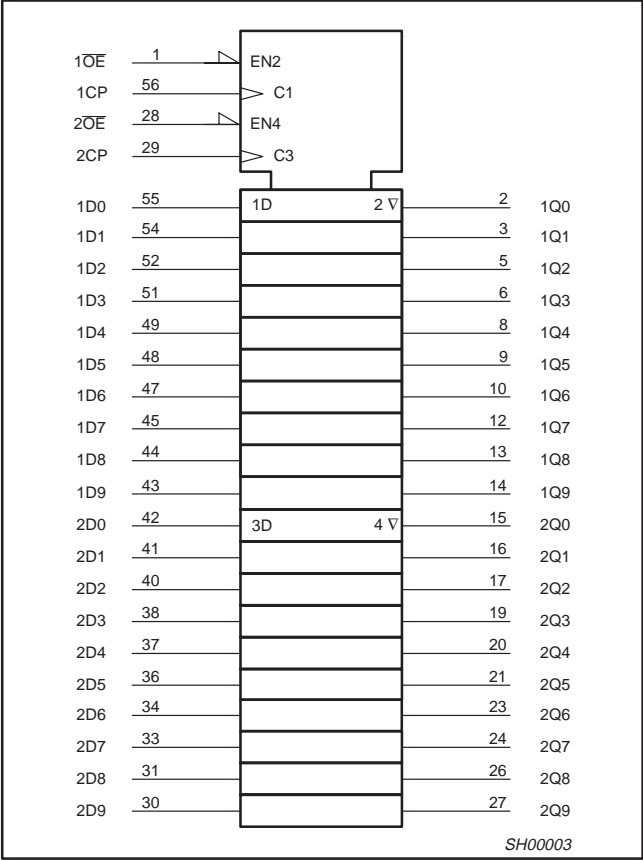 1O̅E̅ 1 EN2
1CP 56 C1
2O̅E̅ 28 EN4
2CP 29 C3
1D0 55 1D 2 ∇ 2 1Q0
1D1 54 3 1Q1
1D2 52 5 1Q2
1D3 51 6 1Q3
1D4 49 8 1Q4
1D5 48 9 1Q5
1D6 47 10 1Q6
1D7 45 12 1Q7
1D8 44 13 1Q8
1D9 43 14 1Q9
2D0 42 3D 4 ∇ 15 2Q0
2D1 41 16 2Q1
2D2 40 17 2Q2
2D3 38 19 2Q3
2D4 37 20 2Q4
2D5 36 21 2Q5
2D6 34 23 2Q6
2D7 33 24 2Q7
2D8 31 26 2Q8
2D9 30 27 2Q9
SH00003